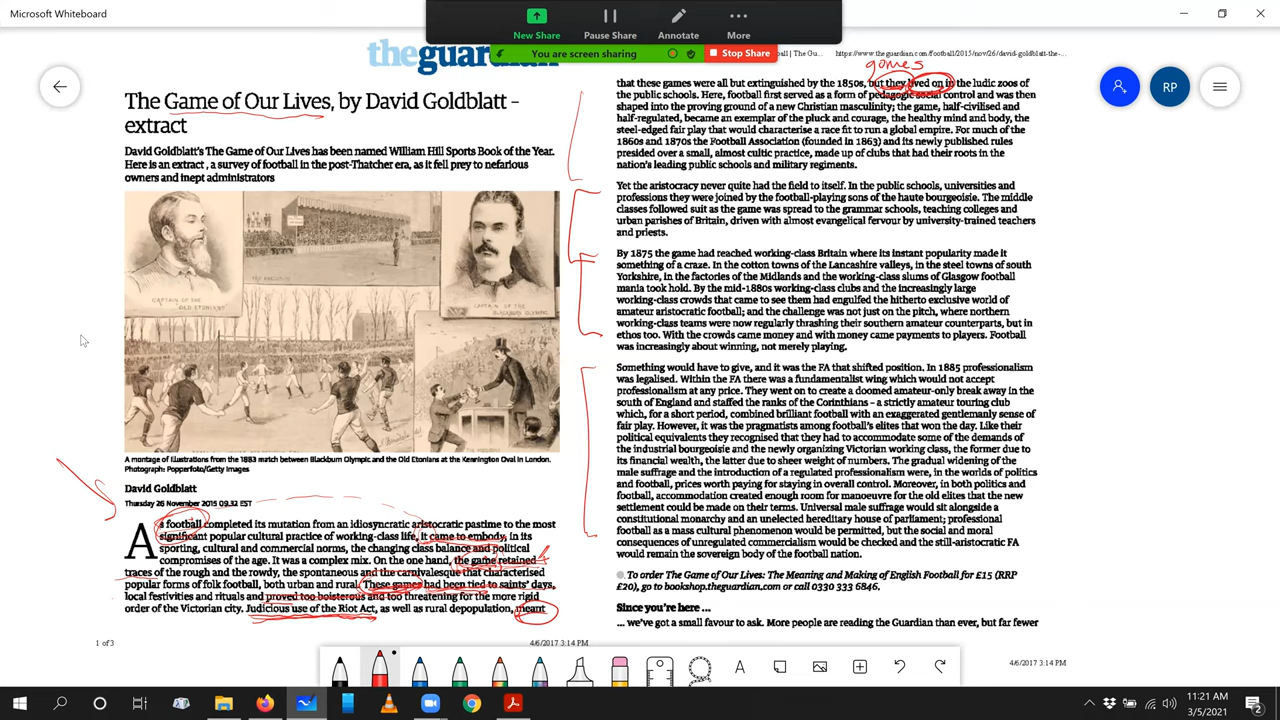 Microsoft Whiteboard
New Share
Pause Share
Annotate
More
You are screen sharing
Stop Share
theguar
ball | The Gu...
https://www.theguardian.com/football/2015/nov/26/david-goldblatt-the-...
RP
The Game of Our Lives, by David Goldblatt –
extract
David Goldblatt's The Game of Our Lives has been named William Hill Sports Book of the Year.
Here is an extract , a survey of football in the post-Thatcher era, as it fell prey to nefarious
owners and inept administrators
CAPTAIN OF THE
OLD ETONIANS
CAPTAIN OF THE
BLACKBURN OLYMPIC
A montage of illustrations from the 1883 match between Blackburn Olympic and the Old Etonians at the Kennington Oval in London.
Photograph: Popperfoto/Getty Images
David Goldblatt
Thursday 26 November 2015 09.32 EST
As football completed its mutation from an idiosyncratic aristocratic pastime to the most
significant popular cultural practice of working-class life, it came to embody, in its
sporting, cultural and commercial norms, the changing class balance and political
compromises of the age. It was a complex mix. On the one hand, the game retained
traces of the rough and the rowdy, the spontaneous and the carnivalesque that characterised
popular forms of folk football, both urban and rural. These games had been tied to saints' days,
local festivities and rituals and proved too boisterous and too threatening for the more rigid
order of the Victorian city. Judicious use of the Riot Act, as well as rural depopulation, meant
1 of 3
4/6/2017 3:14 PM
games
that these games were all but extinguished by the 1850s, but they lived on in the ludic zoos of
the public schools. Here, football first served as a form of pedagogic social control and was then
shaped into the proving ground of a new Christian masculinity; the game, half-civilised and
half-regulated, became an exemplar of pluck and courage, the healthy mind and body, the
steel-edged fair play that would characterise a race fit to run a global empire. For much of the
1860s and 1870s the Football Association (founded in 1863) and its newly published rules
presided over a small, almost cultic practice, made up of clubs that had their roots in the
nation's leading public schools and military regiments.
Yet the aristocracy never quite had the field to itself. In the public schools, universities and
professions they were joined by the football-playing sons of the haute bourgeoisie. The middle
classes followed suit as the game was spread to the grammar schools, teaching colleges and
urban parishes of Britain, driven with almost evangelical fervour by university-trained teachers
and priests.
By 1875 the game had reached working-class Britain where its instant popularity made it
something of a craze. In the cotton towns of the Lancashire valleys, in the steel towns of south
Yorkshire, in the factories of the Midlands and the working-class slums of Glasgow football
mania took hold. By the mid-1880s working-class clubs and the increasingly large
working-class crowds that came to see them had engulfed the hitherto exclusive world of
amateur aristocratic football; and the challenge was not just on the pitch, where northern
working-class teams were now regularly thrashing their southern amateur counterparts, but in
ethos too. With the crowds came money and with money came payments to players. Football
was increasingly about winning, not merely playing.
Something would have to give, and it was the FA that shifted position. In 1885 professionalism
was legalised. Within the FA there was a fundamentalist wing which would not accept
professionalism at any price. They went on to create a doomed amateur-only break away in the
south of England and staffed the ranks of the Corinthians – a strictly amateur touring club
which, for a short period, combined brilliant football with an exaggerated gentlemanly sense of
fair play. However, it was the pragmatists among football's elites that won the day. Like their
political equivalents they recognised that they had to accommodate some of the demands of
the industrial bourgeoisie and the newly organizing Victorian working class, the former due to
its financial wealth, the latter due to sheer weight of numbers. The gradual widening of the
male suffrage and the introduction of a regulated professionalism were, in the worlds of politics
and football, prices worth paying for staying in overall control. Moreover, in both politics and
football, accommodation created enough room for manoeuvre for the old elites that the new
settlement could be made on their terms. Universal male suffrage would sit alongside a
constitutional monarchy and an unelected hereditary house of parliament; professional
football as a mass cultural phenomenon would be permitted, but the social and moral
consequences of unregulated commercialism would be checked and the still-aristocratic FA
would remain the sovereign body of the football nation.
To order The Game of Our Lives: The Meaning and Making of English Football for £15 (RRP
£20), go to bookshop.theguardian.com or call 0330 333 6846.
Since you're here ...
... we've got a small favour to ask. More people are reading the Guardian than ever, but far fewer
4/6/2017 3:14 PM
11:21 AM
3/5/2021
2